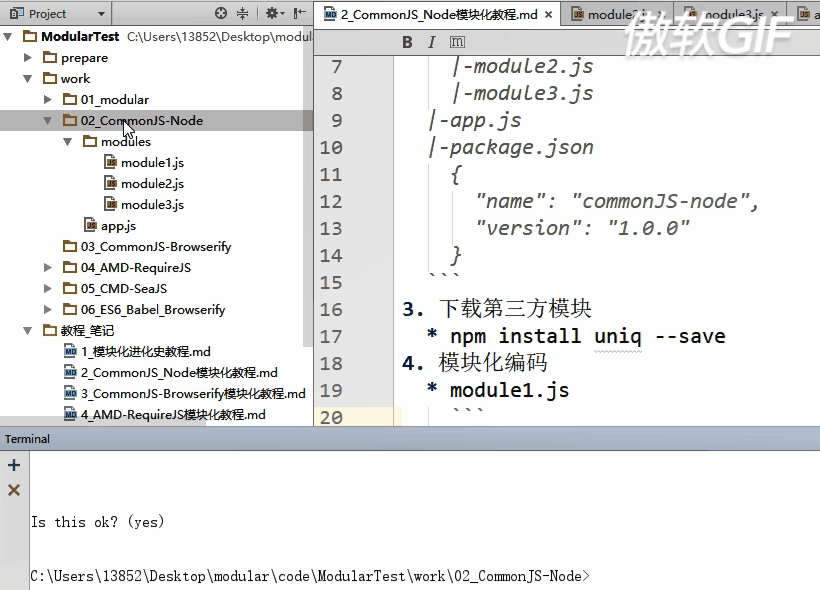 Project
2_CommonJS_Node模块化教程.md
module2.js
module3.js
傲软GIF
ModularTest C:\Users\13852\Desktop\modul
prepare
work
01_modular
02_CommonJS-Node
modules
module1.js
module2.js
module3.js
app.js
03_CommonJS-Browserify
04_AMD-RequireJS
05_CMD-SeaJS
06_ES6_Babel_Browserify
教程_笔记
1_模块化进化史教程.md
2_CommonJS_Node模块化教程.md
3_CommonJS-Browserify模块化教程.md
4_AMD-RequireJS模块化教程.md
B I m
7 |-module2.js
8 |-module3.js
9 |-app.js
10 |-package.json
11 {
12 "name": "commonJS-node",
13 "version": "1.0.0"
14 }
15 ```
16 3. 下载第三方模块
17 * npm install uniq --save
18 4. 模块化编码
19 * module1.js
20 ```
Terminal
Is this ok? (yes)
C:\Users\13852\Desktop\modular\code\ModularTest\work\02_CommonJS-Node>